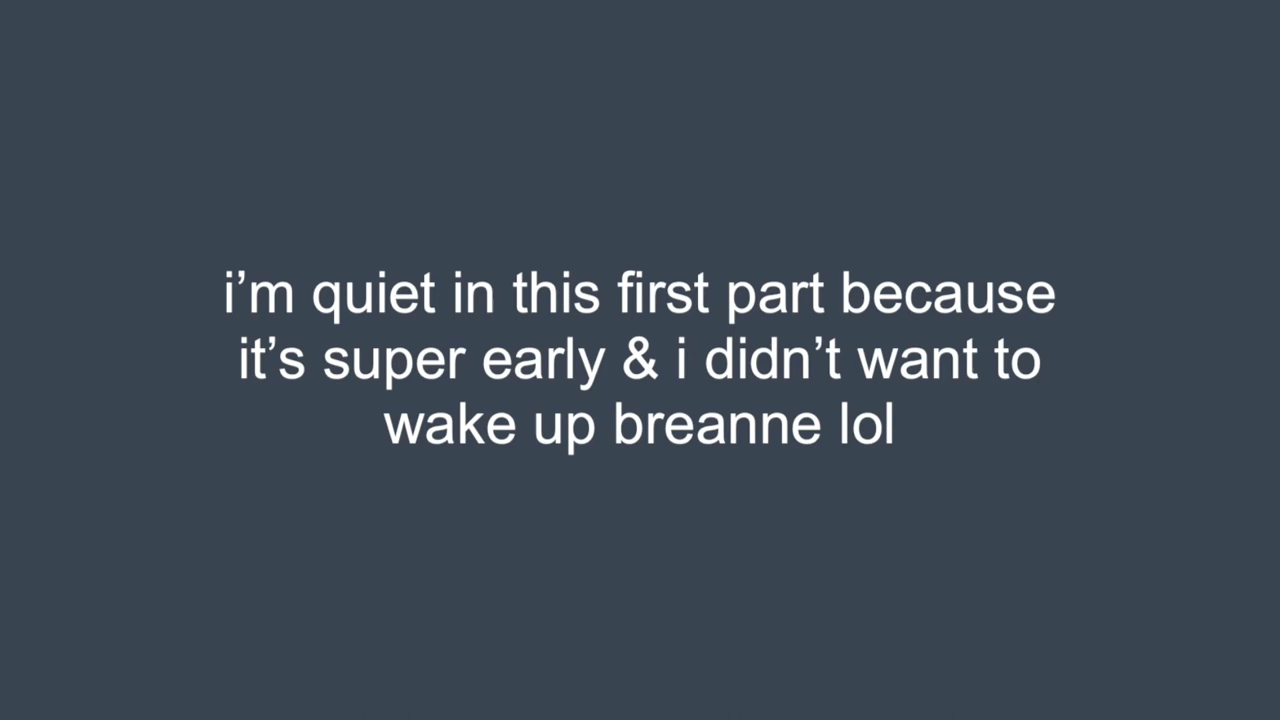 i’m quiet in this first part because
it’s super early & i didn’t want to
wake up breanne lol